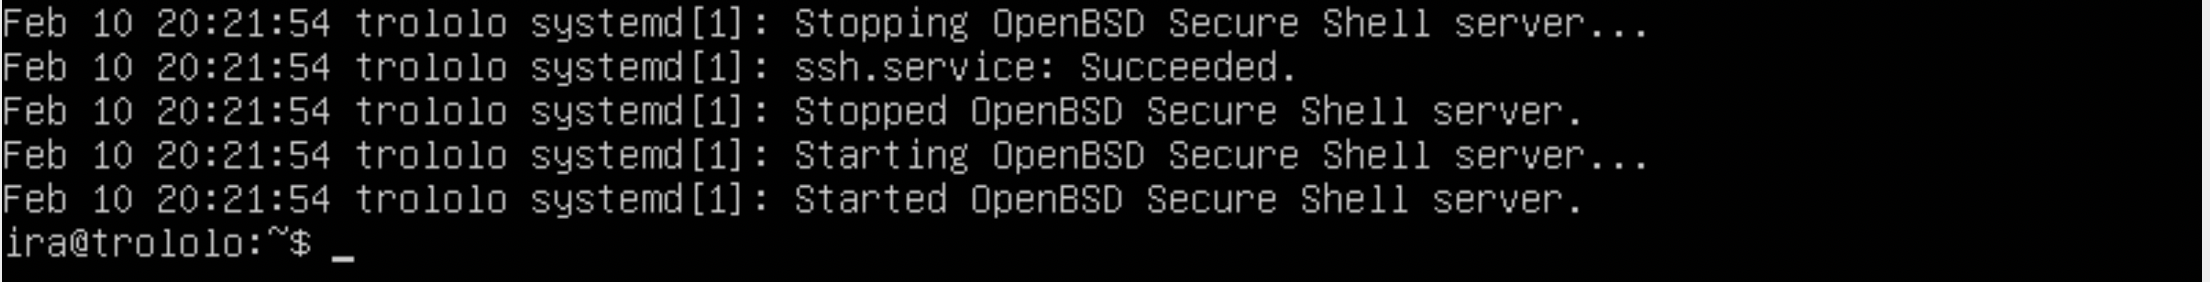 Feb 10 20:21:54 trololo systemd[1]: Stopping OpenBSD Secure Shell server...
Feb 10 20:21:54 trololo systemd[1]: ssh.service: Succeeded.
Feb 10 20:21:54 trololo systemd[1]: Stopped OpenBSD Secure Shell server.
Feb 10 20:21:54 trololo systemd[1]: Starting OpenBSD Secure Shell server...
Feb 10 20:21:54 trololo systemd[1]: Started OpenBSD Secure Shell server.
ira@trololo:~$ _